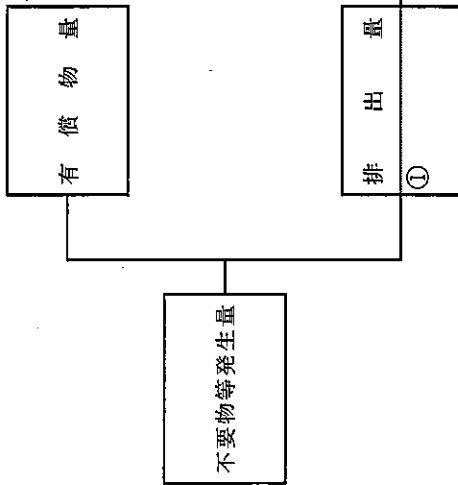 有償物量
不要物等発生量
排出量
①